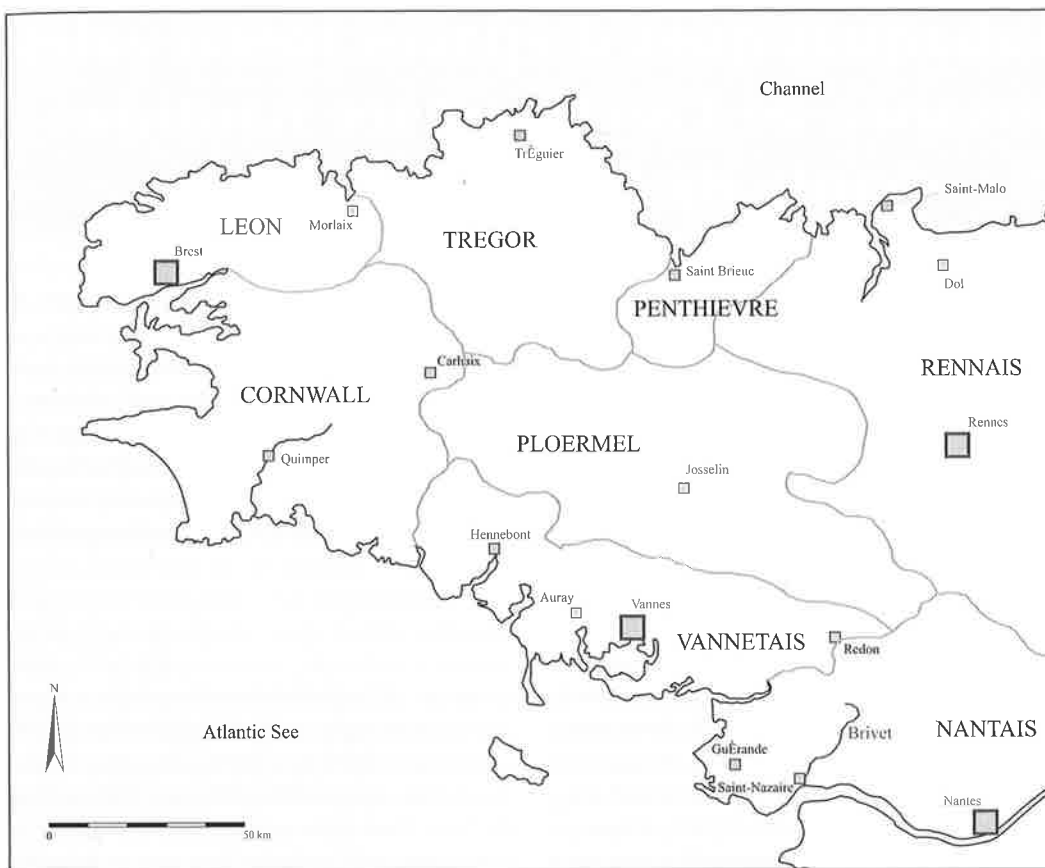 Channel
TrÉguier
Saint-Malo
LEON
Morlaix
TREGOR
Brest
Saint Brieuc
Dol
PENTHIEVRE
Carhaix
RENNAIS
CORNWALL
PLOERMEL
Rennes
Quimper
Josselin
Hennebont
Auray
Vannes
VANNETAIS
Redon
N
Atlantic See
Brivet
NANTAIS
GuÉrande
Saint-Nazaire
Nantes
0
50 km